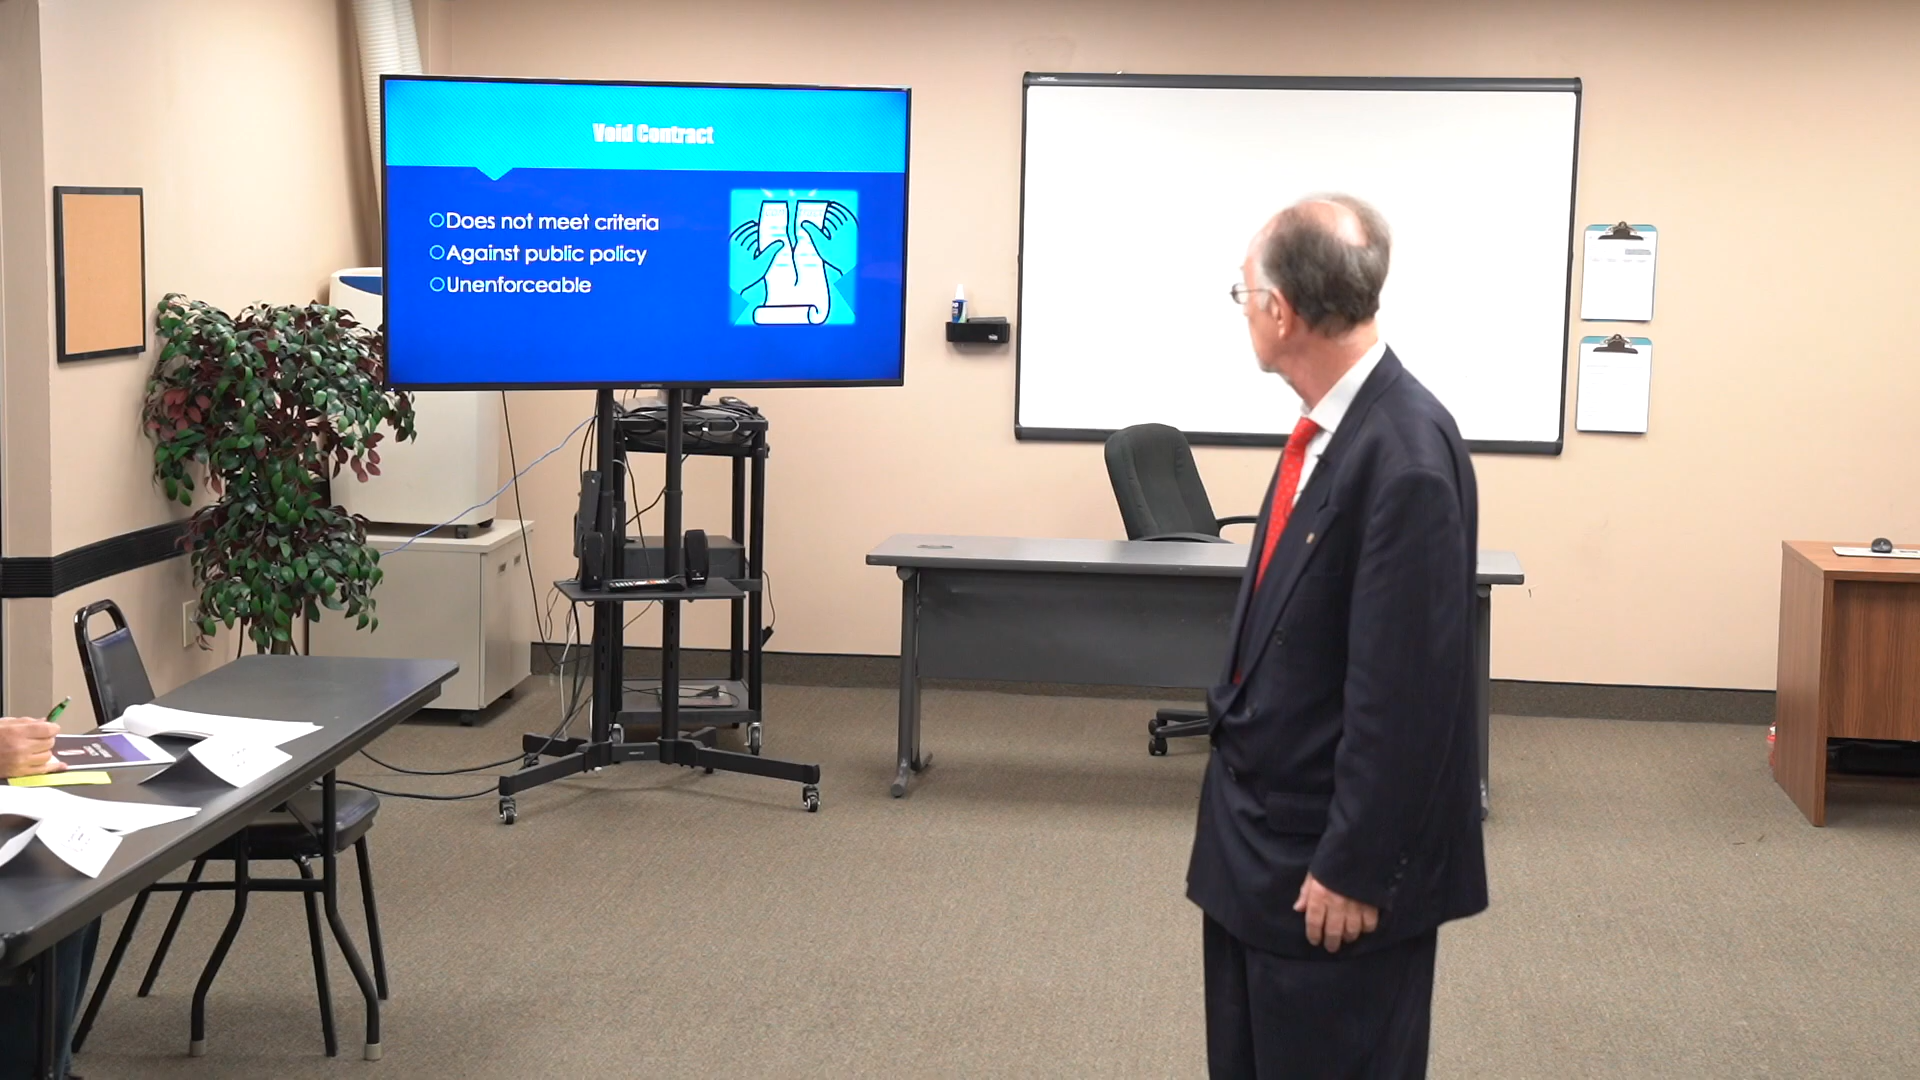 Void Contract
Does not meet criteria
Against public policy
Unenforceable